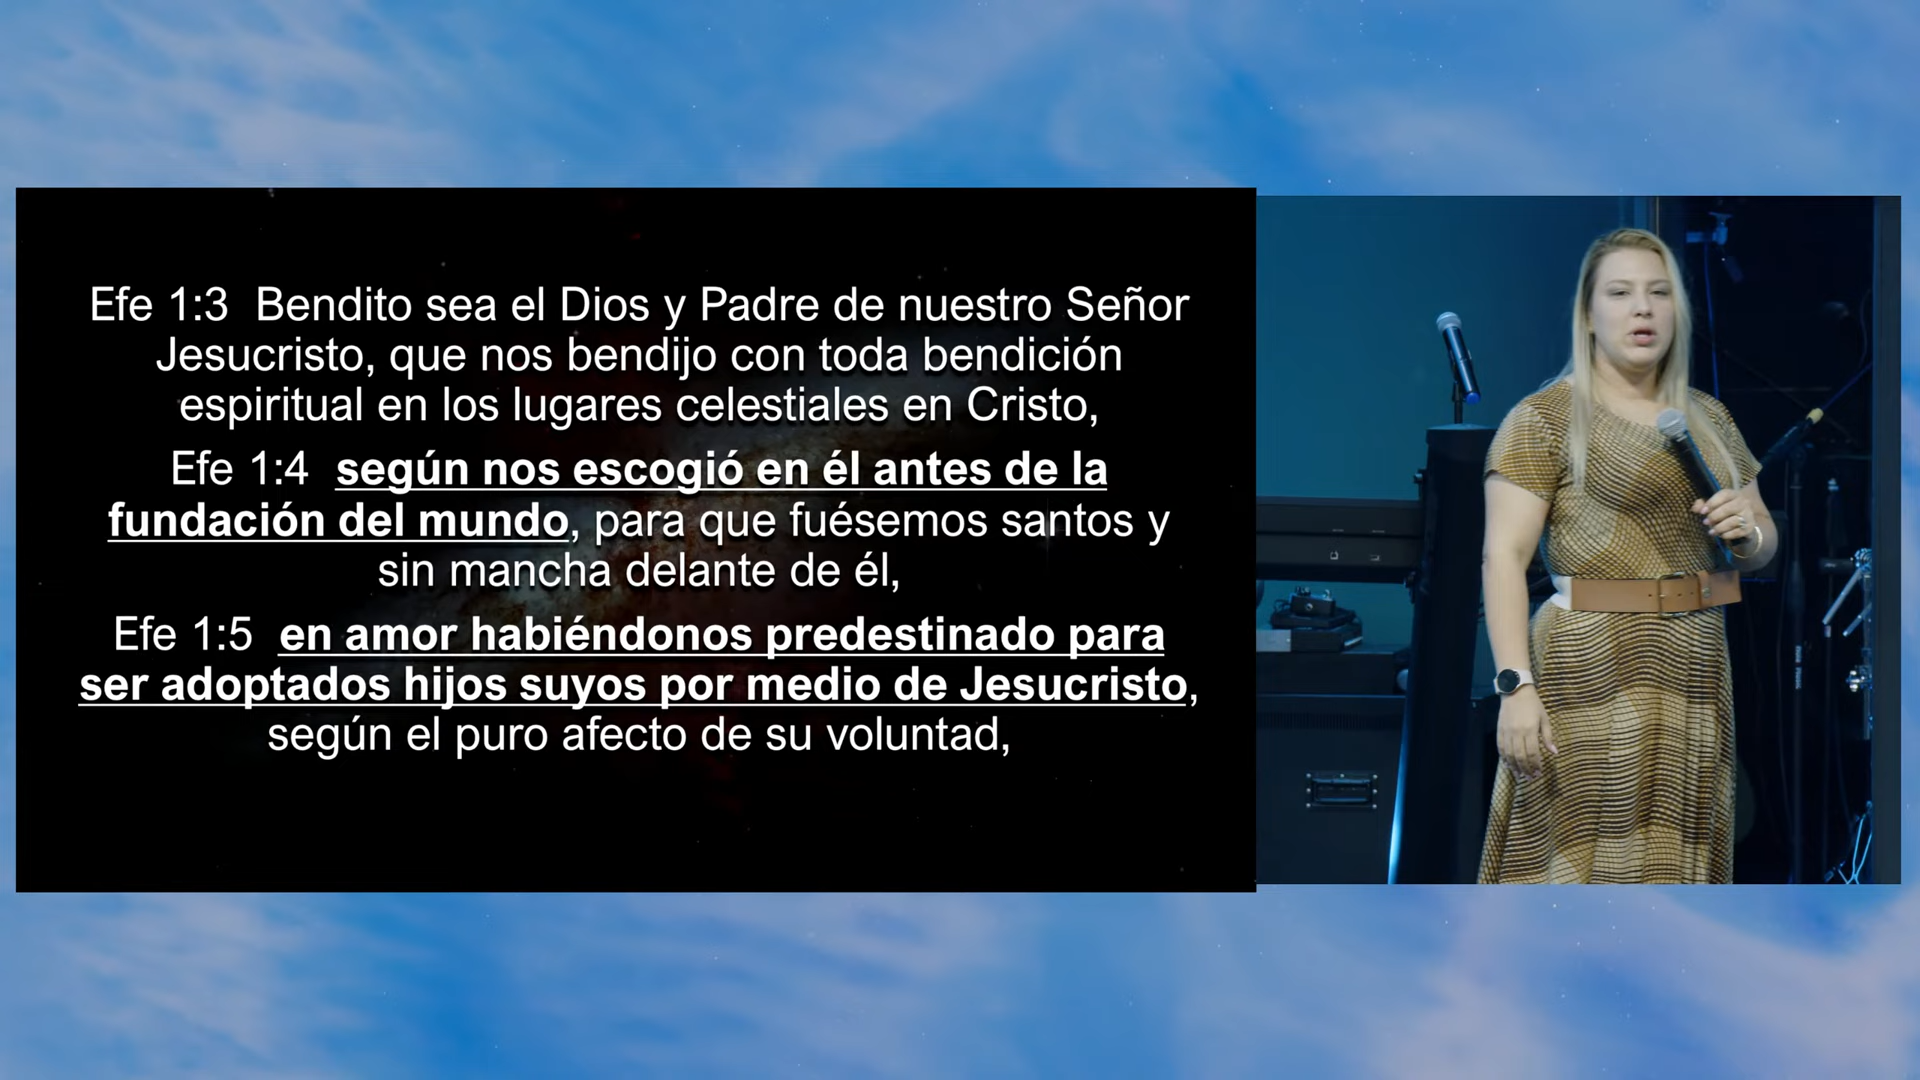 Efe 1:3  Bendito sea el Dios y Padre de nuestro Señor
Jesucristo, que nos bendijo con toda bendición
espiritual en los lugares celestiales en Cristo,
Efe 1:4  según nos escogió en él antes de la
fundación del mundo, para que fuésemos santos y
sin mancha delante de él,
Efe 1:5  en amor habiéndonos predestinado para
ser adoptados hijos suyos por medio de Jesucristo,
según el puro afecto de su voluntad,